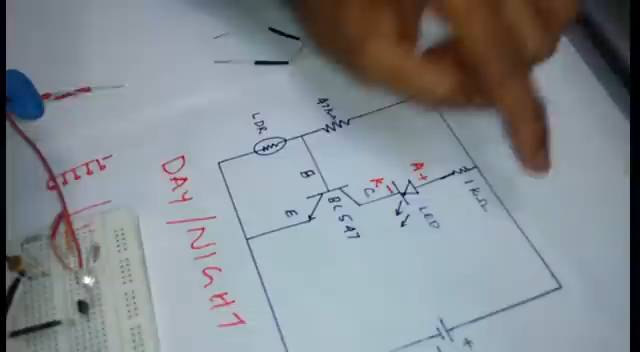 LDR
47K
B
BC547
C
E
K-
A+
LED
1KΩ
+
-
DAY/NIGHT